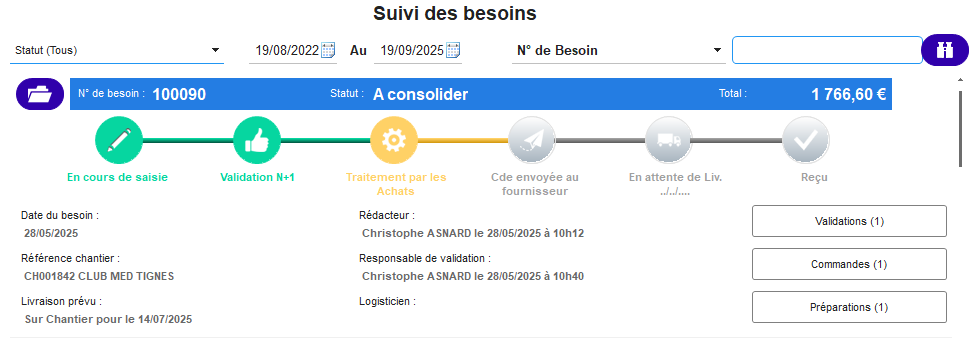 Suivi des besoins
Statut (Tous) 19/08/2022 Au 19/09/2025 N° de Besoin
N° de besoin : 100090 Statut : A consolider Total : 1 766,60 €
En cours de saisie Validation N+1 Traitement par les Achats Cde envoyée au fournisseur En attente de Liv. ../../.... Reçu
Date du besoin : Rédacteur : Validations (1)
28/05/2025 Christophe ASNARD le 28/05/2025 à 10h12
Référence chantier : Responsable de validation : Commandes (1)
CH001842 CLUB MED TIGNES Christophe ASNARD le 28/05/2025 à 10h40
Livraison prévu : Logisticien : Préparations (1)
Sur Chantier pour le 14/07/2025